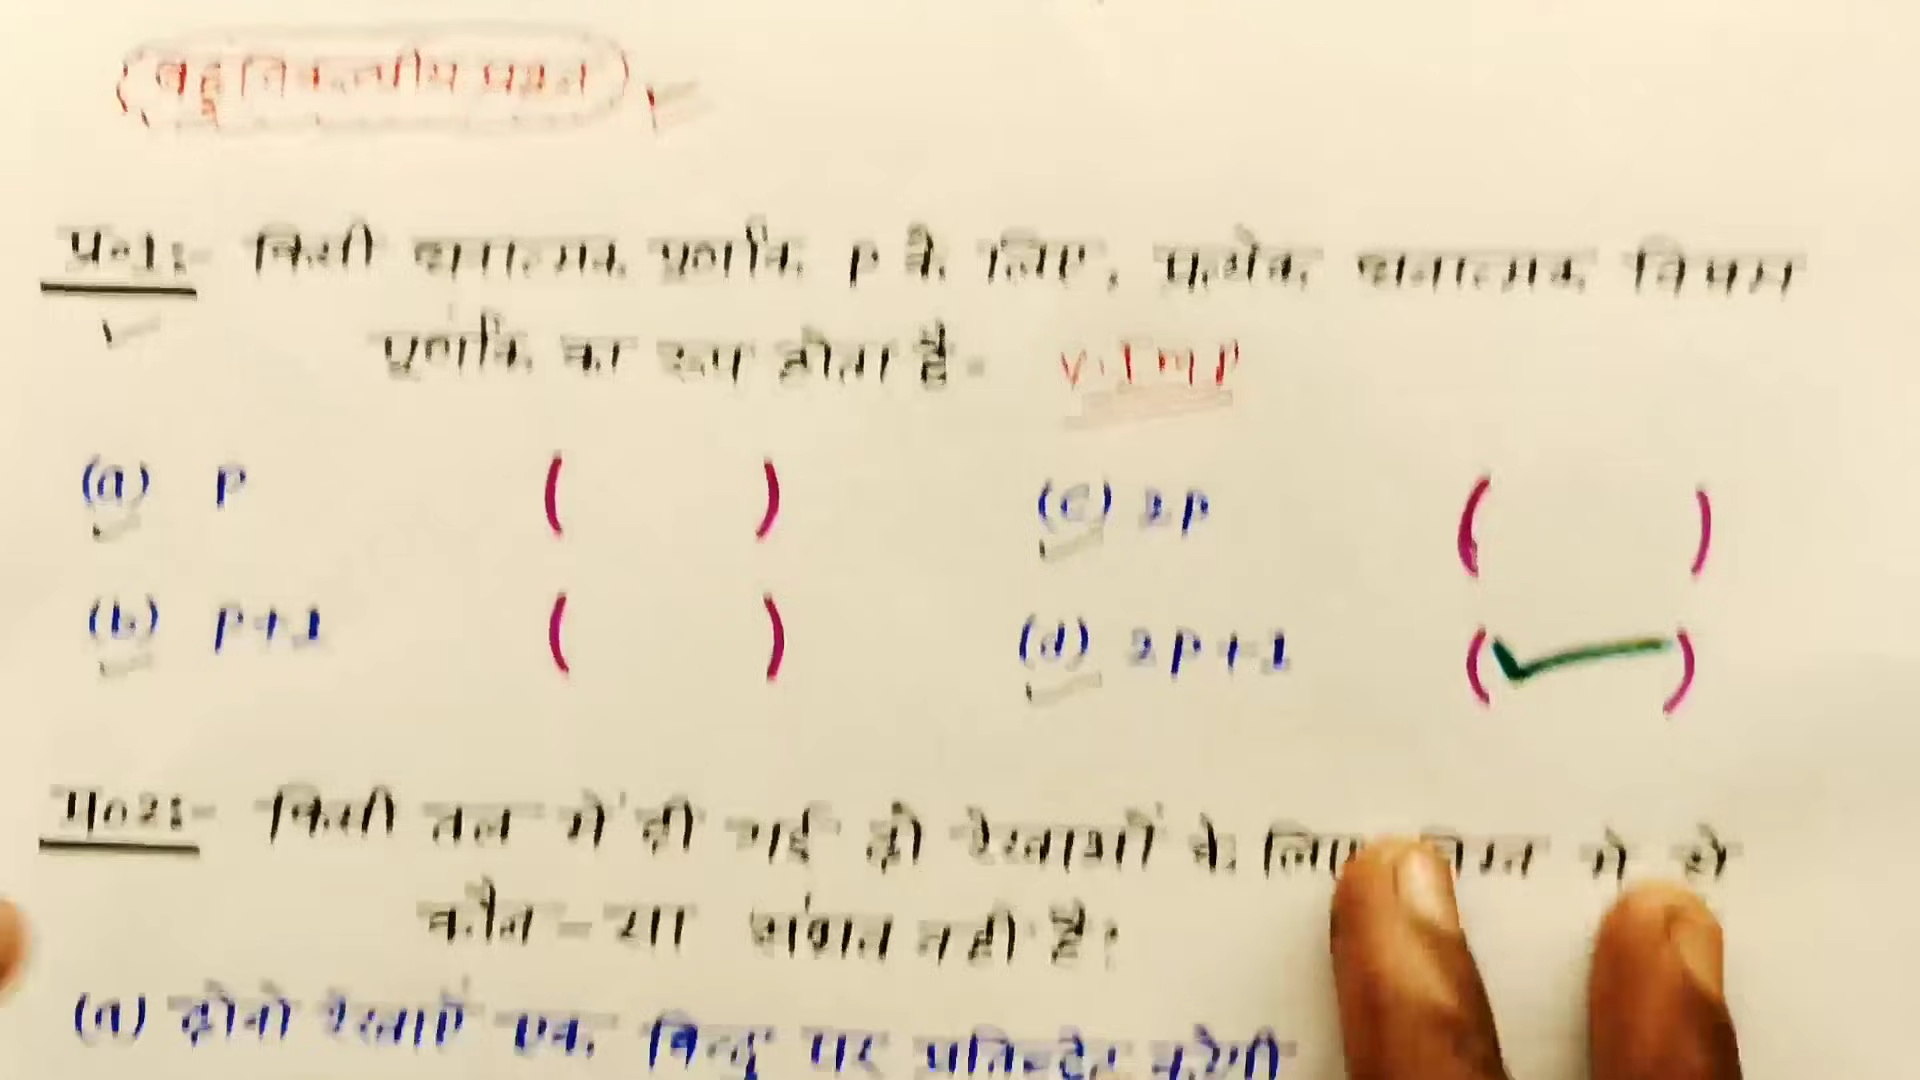 (बहुविकल्पीय प्रश्न)
प्र०1:- किसी धनात्मक पूर्णांक P के लिए, प्रत्येक धनात्मक विषम
पूर्णांक का रूप होता है - V.Imp
(a) P ( ) (c) 2P ( )
(b) P+1 ( ) (d) 2P+1 (✓)
प्र०2:- किसी तल में दी गई दो रेखाओं के लिए निम्न में से
कौन-सा संभव नही है?
(a) दोनो रेखाएँ एक बिन्दु पर प्रतिच्छेद करेंगी